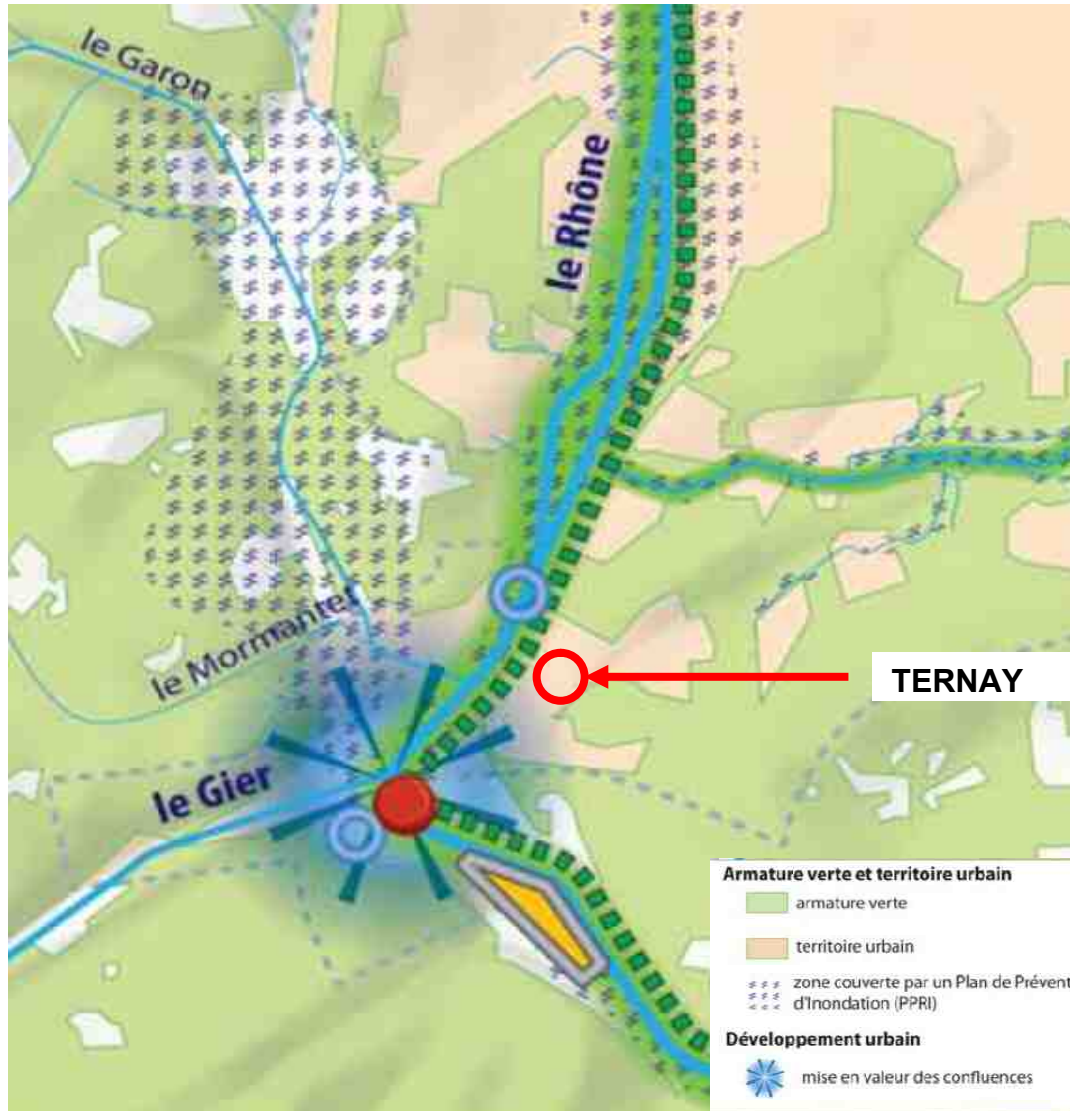 le Garon
le Rhône
le Mormantet
TERNAY
le Gier
Armature verte et territoire urbain
armature verte
territoire urbain
zone couverte par un Plan de Prévent
d'Inondation (PPRI)
Développement urbain
mise en valeur des confluences